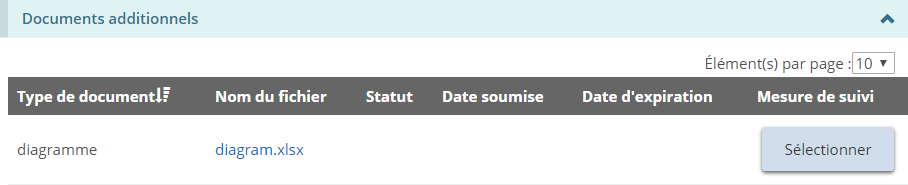 Documents additionnels
Élément(s) par page : 10
Type de document Nom du fichier Statut Date soumise Date d'expiration Mesure de suivi
diagramme diagram.xlsx Sélectionner